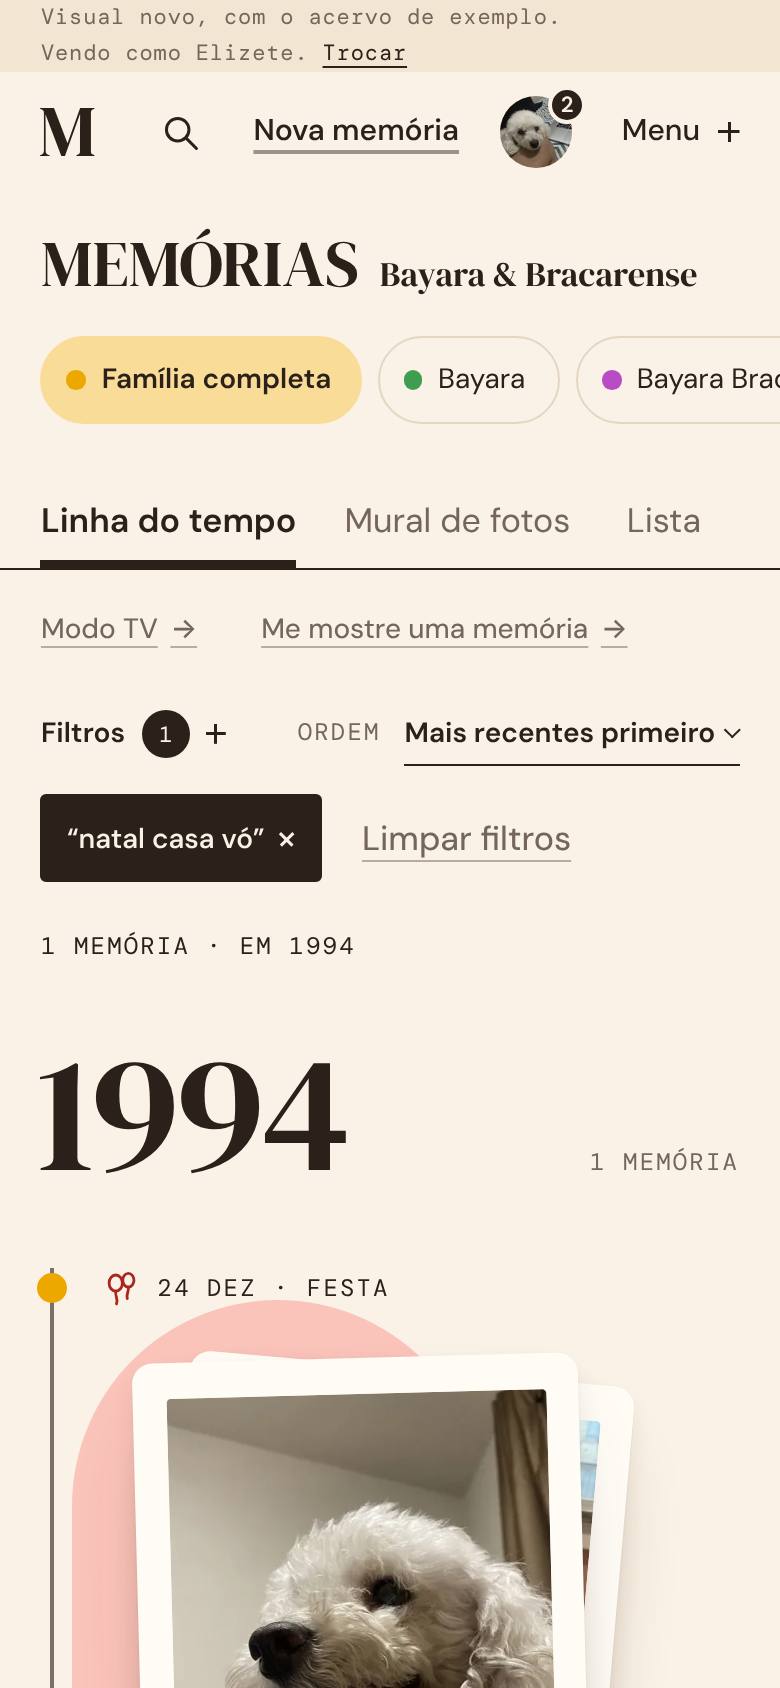 Visual novo, com o acervo de exemplo.
Vendo como Elizete. Trocar
M
Nova memória
2
Menu +
MEMÓRIAS Bayara & Bracarense
Família completa
Bayara
Bayara Brac
Linha do tempo
Mural de fotos
Lista
Modo TV →
Me mostre uma memória →
Filtros 1 +
ORDEM Mais recentes primeiro
“natal casa vó” ×
Limpar filtros
1 MEMÓRIA · EM 1994
1994
1 MEMÓRIA
24 DEZ · FESTA